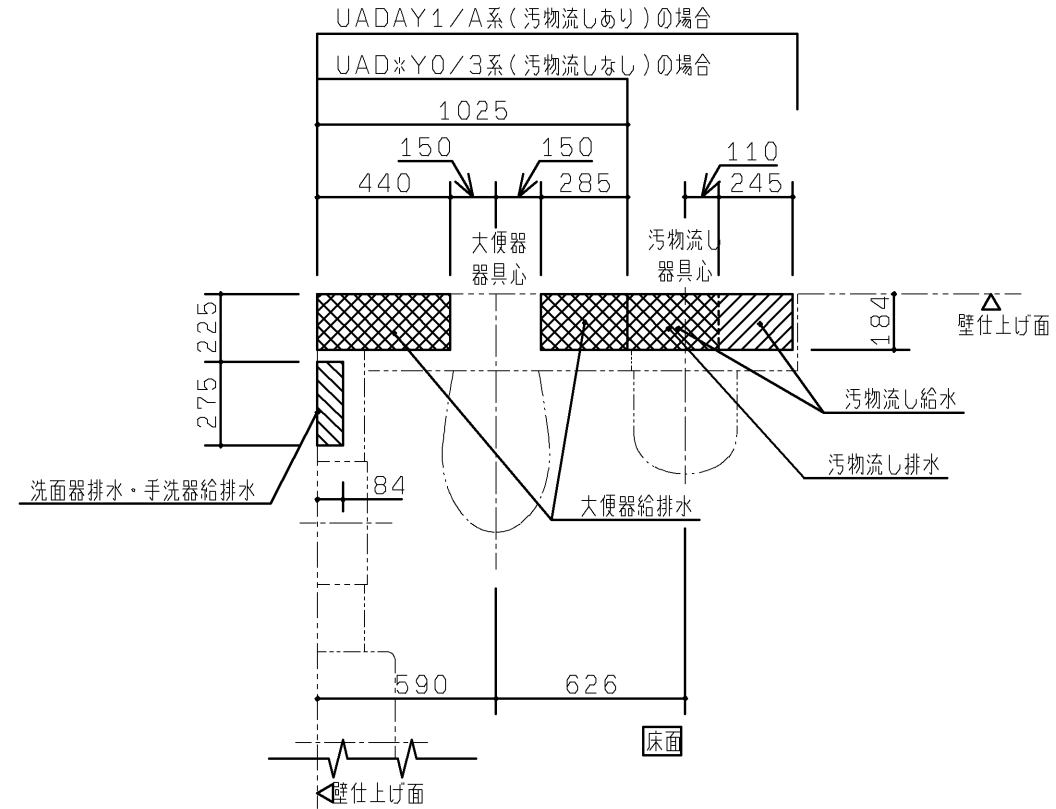 UADAY1/A系(汚物流しあり)の場合
UAD※Y0/3系(汚物流しなし)の場合
1025
150
150
110
440
285
245
大便器
器具心
汚物流し
器具心
225
184
壁仕上げ面
275
汚物流し給水
汚物流し排水
洗面器排水・手洗器給排水
84
大便器給排水
590
626
床面
壁仕上げ面